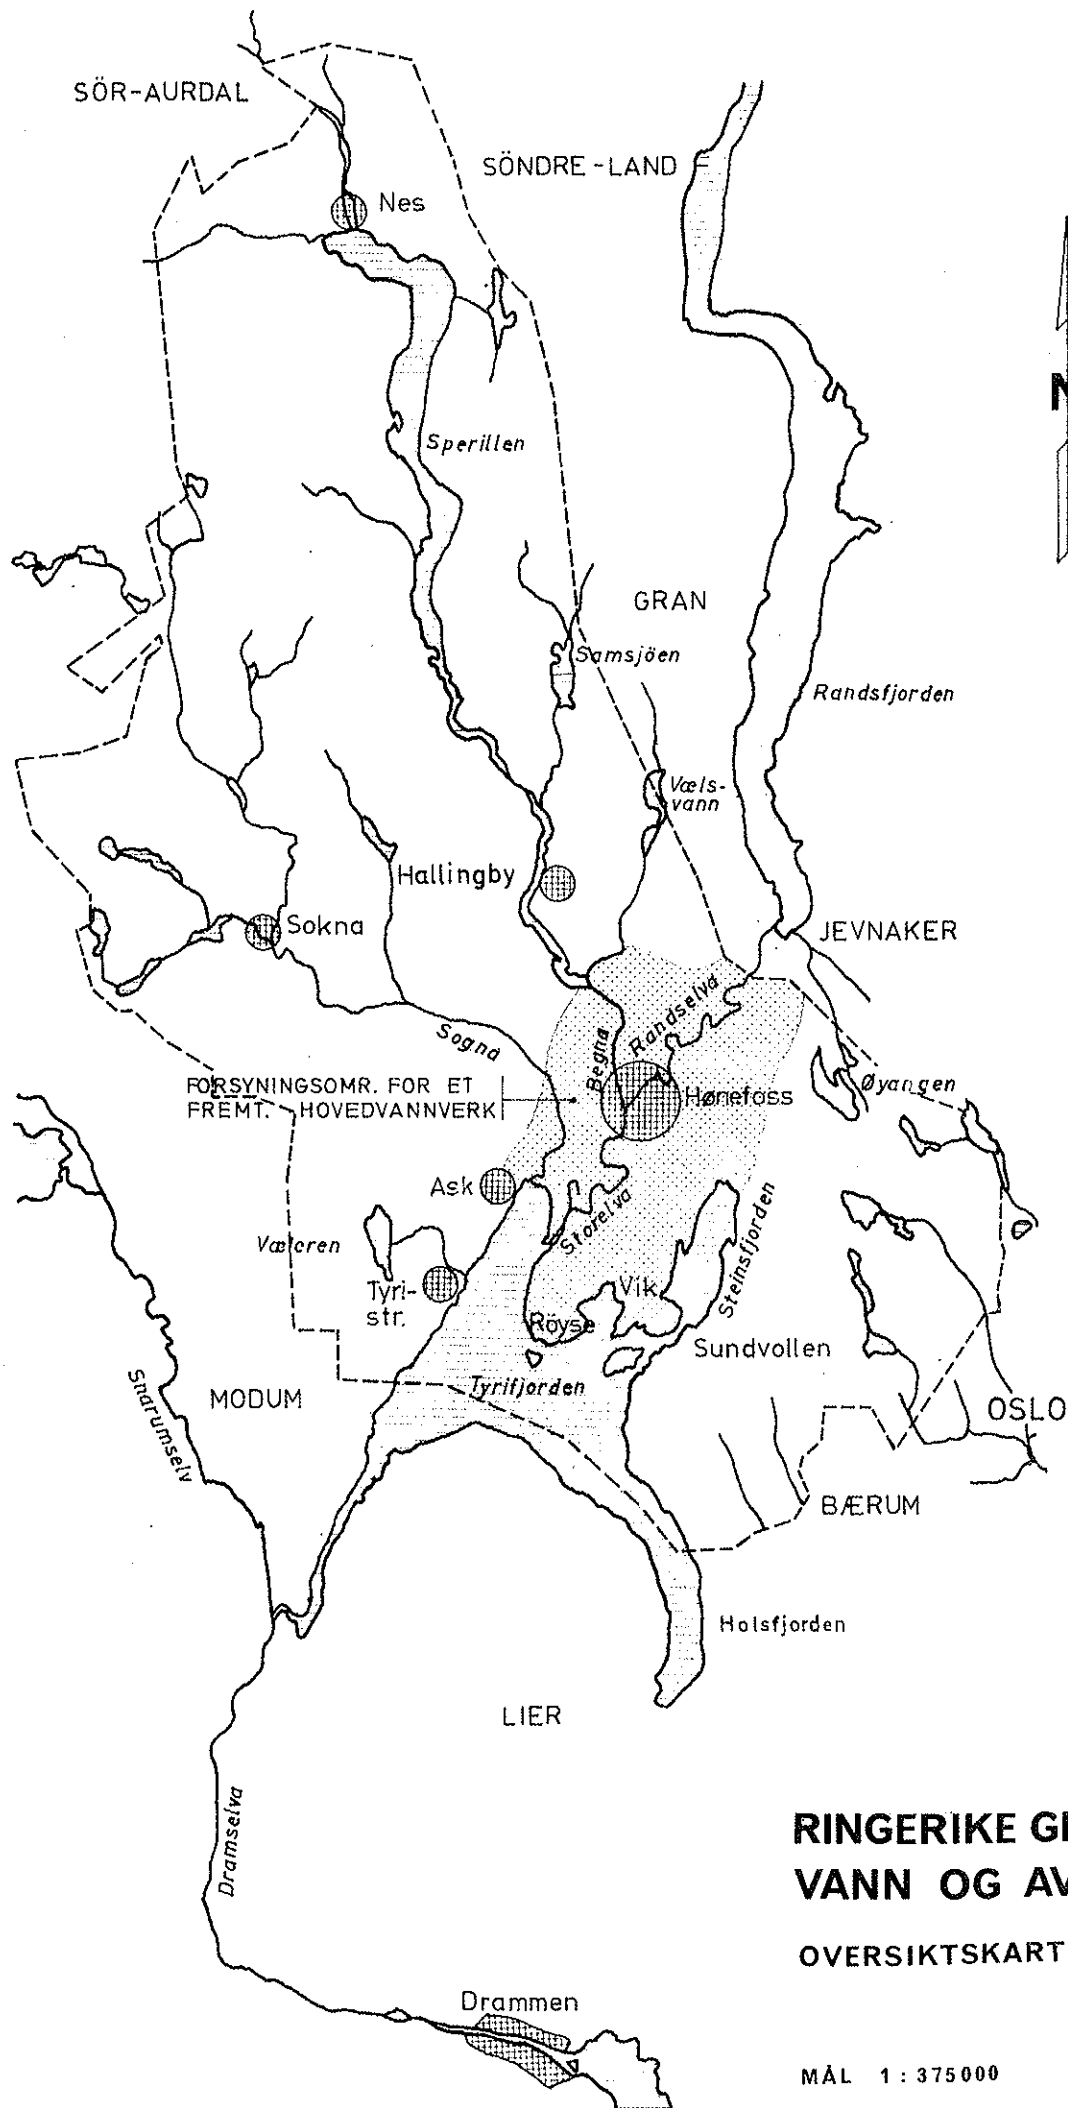 SÖR-AURDAL
SÖNDRE-LAND
Nes
N
Sperillen
GRAN
Samsjöen
Randsfjorden
Væls-
vann
Hallingby
Sokna
JEVNAKER
Randselva
Sogna
Begna
FORSYNINGSOMR. FOR ET
FREMT. HOVEDVANNVERK
Øyangen
Hønefoss
Ask
Storelva
Steinsfjorden
Væleren
Tyri-
str.
Vik
Röyse
Sundvollen
Tyrifjorden
MODUM
Snarumselv
OSLO
BÆRUM
Holsfjorden
LIER
Dramselva
RINGERIKE
VANN OG AV
OVERSIKTSKART
Drammen
MÅL 1 : 375000